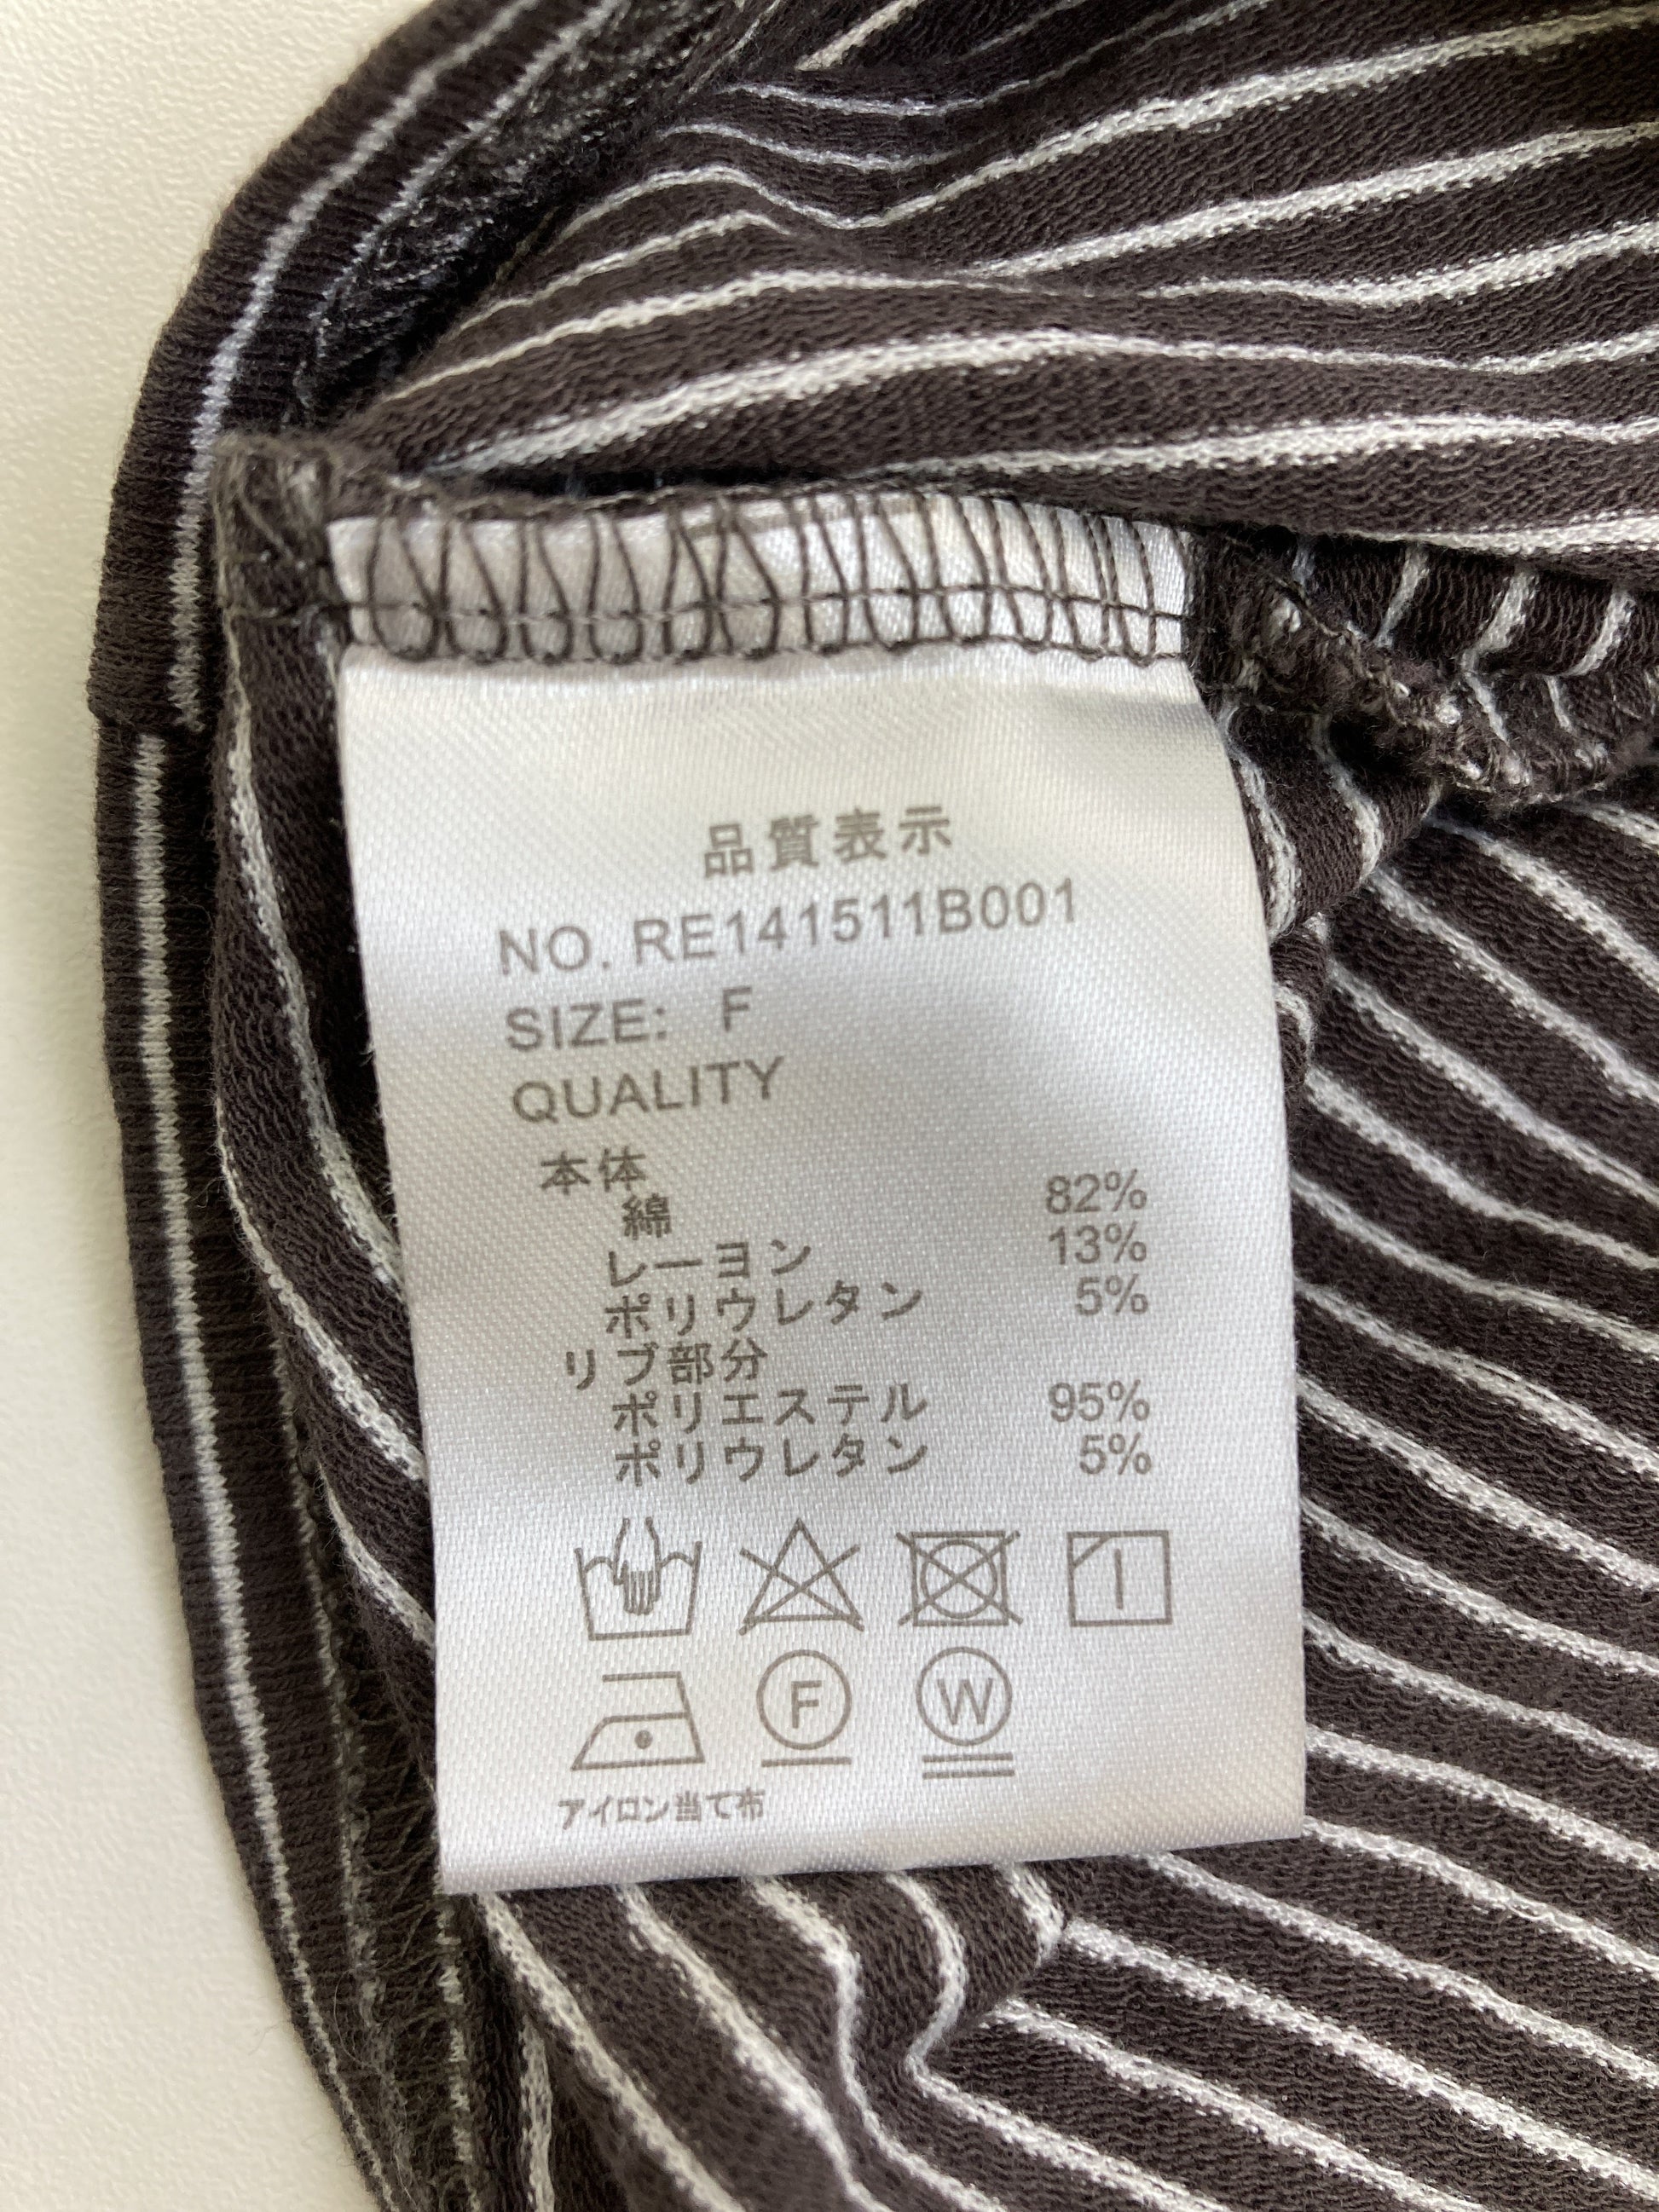 品質表示
NO. RE141511B001
SIZE: F
QUALITY
本体
綿 82%
レーヨン 13%
ポリウレタン 5%
リブ部分
ポリエステル 95%
ポリウレタン 5%
F W
アイロン当て布